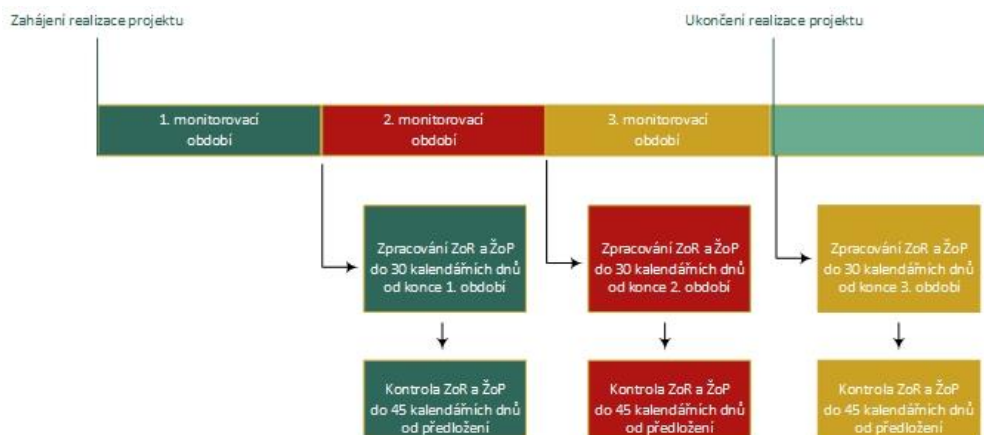 Zahájení realizace projektu
Ukončení realizace projektu
1. monitorovací
období
2. monitorovací
období
3. monitorovací
období
Zpracování ZoR a ŽoP
do 30 kalendářních dnů
od konce 1. období
Zpracování ZoR a ŽoP
do 30 kalendářních dnů
od konce 2. období
Zpracování ZoR a ŽoP
do 30 kalendářních dnů
od konce 3. období
Kontrola ZoR a ŽoP
do 45 kalendářních dnů
od předložení
Kontrola ZoR a ŽoP
do 45 kalendářních dnů
od předložení
Kontrola ZoR a ŽoP
do 45 kalendářních dnů
od předložení